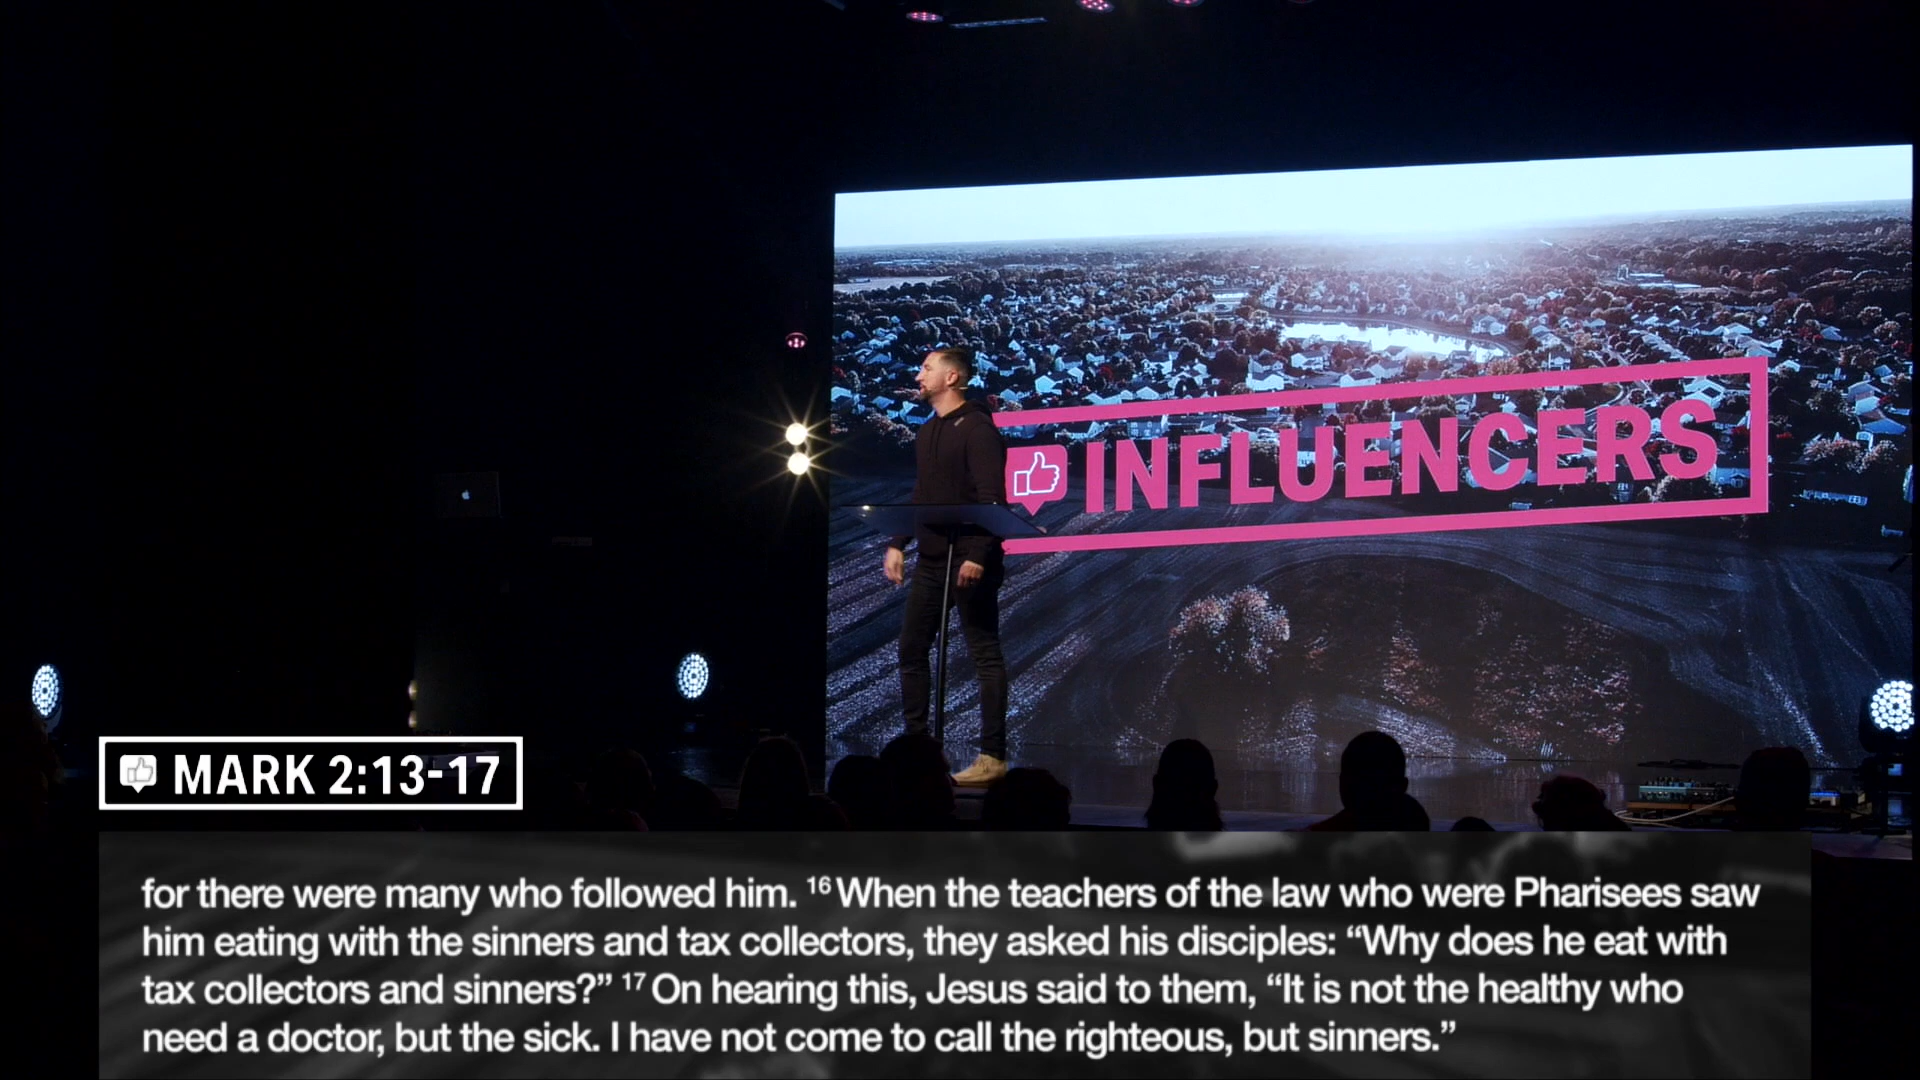 INFLUENCERS
MARK 2:13-17
for there were many who followed him. 16 When the teachers of the law who were Pharisees saw
him eating with the sinners and tax collectors, they asked his disciples: “Why does he eat with
tax collectors and sinners?” 17 On hearing this, Jesus said to them, “It is not the healthy who
need a doctor, but the sick. I have not come to call the righteous, but sinners.”